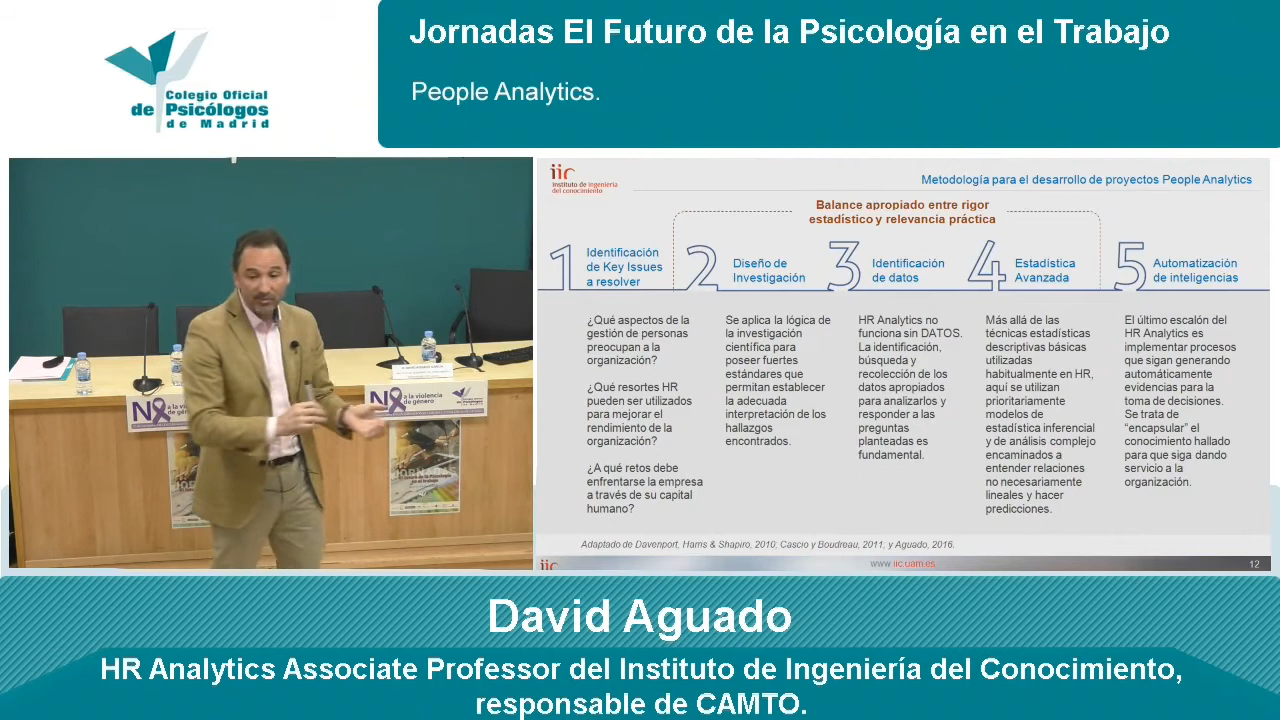 Colegio Oficial
de Psicólogos
de Madrid
Jornadas El Futuro de la Psicología en el Trabajo
People Analytics.
NO a la violencia
de género
NO a la violencia
de género
JORNADAS
iic
instituto de ingeniería
del conocimiento
Metodología para el desarrollo de proyectos People Analytics
Balance apropiado entre rigor
estadístico y relevancia práctica
1 Identificación
de Key Issues
a resolver
2 Diseño de
Investigación
3 Identificación
de datos
4 Estadística
Avanzada
5 Automatización
de inteligencias
¿Qué aspectos de la
gestión de personas
preocupan a la
organización?
¿Qué resortes HR
pueden ser utilizados
para mejorar el
rendimiento de la
organización?
¿A qué retos debe
enfrentarse la empresa
a través de su capital
humano?
Se aplica la lógica de
la investigación
científica para
poseer fuertes
estándares que
permitan establecer
la adecuada
interpretación de los
hallazgos
encontrados.
HR Analytics no
funciona sin DATOS.
La identificación,
búsqueda y
recolección de los
datos apropiados
para analizarlos y
responder a las
preguntas
planteadas es
fundamental.
Más allá de las
técnicas estadísticas
descriptivas básicas
utilizadas
habitualmente en HR,
aquí se utilizan
prioritariamente
modelos de
estadística inferencial
y de análisis complejo
encaminados a
entender relaciones
no necesariamente
lineales y hacer
predicciones.
El último escalón del
HR Analytics es
implementar procesos
que sigan generando
automáticamente
evidencias para la
toma de decisiones.
Se trata de
“encapsular” el
conocimiento hallado
para que siga dando
servicio a la
organización.
Adaptado de Davenport, Harris & Shapiro, 2010; Cascio y Boudreau, 2011; y Aguado, 2016.
iic
www.iic.uam.es
12
David Aguado
HR Analytics Associate Professor del Instituto de Ingeniería del Conocimiento,
responsable de CAMTO.